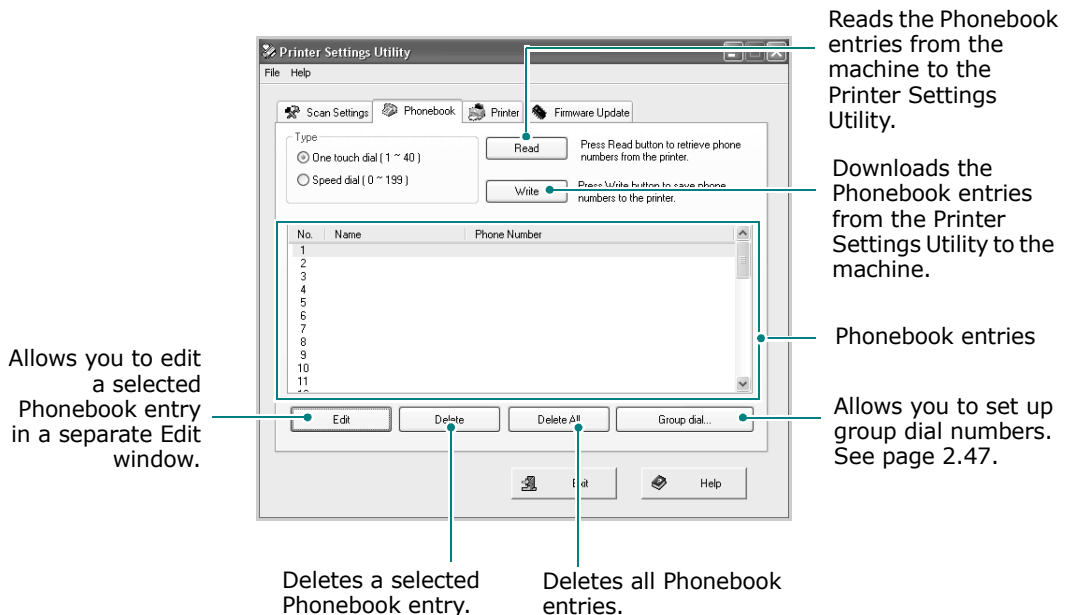 Reads the Phonebook
entries from the
machine to the
Printer Settings
Utility.
Printer Settings Utility
File Help
Scan Settings Phonebook Printer Firmware Update
Type
One touch dial ( 1 ~ 40 )
Speed dial ( 0 ~ 199 )
Read
Press Read button to retrieve phone
numbers from the printer.
Write
Press Write button to save phone
numbers to the printer.
Downloads the
Phonebook entries
from the Printer
Settings Utility to the
machine.
No. Name Phone Number
1
2
3
4
5
6
7
8
9
10
11
Phonebook entries
Allows you to edit
a selected
Phonebook entry
in a separate Edit
window.
Edit Delete Delete All Group dial...
Allows you to set up
group dial numbers.
See page 2.47.
Exit Help
Deletes a selected
Phonebook entry.
Deletes all Phonebook
entries.